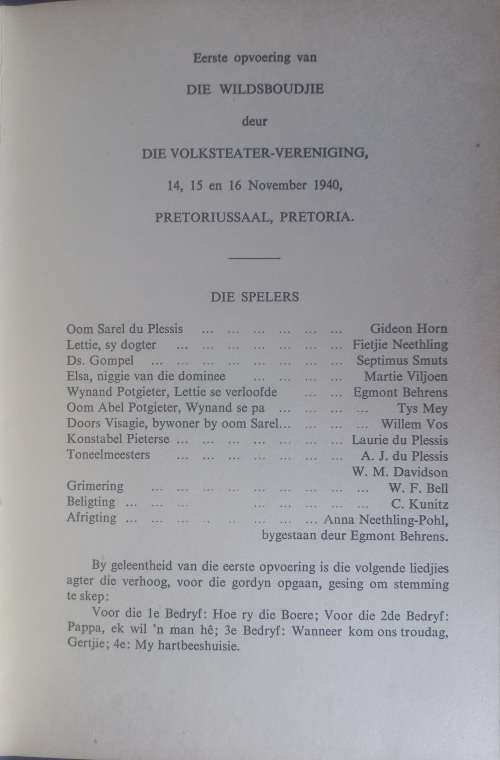 Eerste opvoering van
DIE WILDSBOUDJIE
deur
DIE VOLKSTEATER-VERENIGING,
14, 15 en 16 November 1940,
PRETORIUSSAAL, PRETORIA.
DIE SPELERS
Oom Sarel du Plessis ... ... ... ... ... ... Gideon Horn
Lettie, sy dogter ... ... ... ... ... ... ... Fietjie Neethling
Ds. Gompel ... ... ... ... ... ... ... ... Septimus Smuts
Elsa, niggie van die dominee ... ... ... ... Martie Viljoen
Wynand Potgieter, Lettie se verloofde ... ... Egmont Behrens
Oom Abel Potgieter, Wynand se pa ... ... ... ... Tys Mey
Doors Visagie, bywoner by oom Sarel... ... ... ... Willem Vos
Konstabel Pieterse ... ... ... ... ... ... ... Laurie du Plessis
Toneelmeesters ... ... ... ... ... ... ... A. J. du Plessis
W. M. Davidson
Grimering ... ... ... ... ... ... ... ... ... W. F. Bell
Beligting ... ... ... ... ... ... ... ... C. Kunitz
Afrigting ... ... ... .. .. ... ... ... ... Anna Neethling-Pohl,
bygestaan deur Egmont Behrens.
By geleentheid van die eerste opvoering is die volgende liedjies
agter die verhoog, voor die gordyn opgaan, gesing om stemming
te skep:
Voor die 1e Bedryf: Hoe ry die Boere; Voor die 2de Bedryf:
Pappa, ek wil 'n man hê; 3e Bedryf: Wanneer kom ons troudag,
Gertjie; 4e: My hartbeeshuisie.